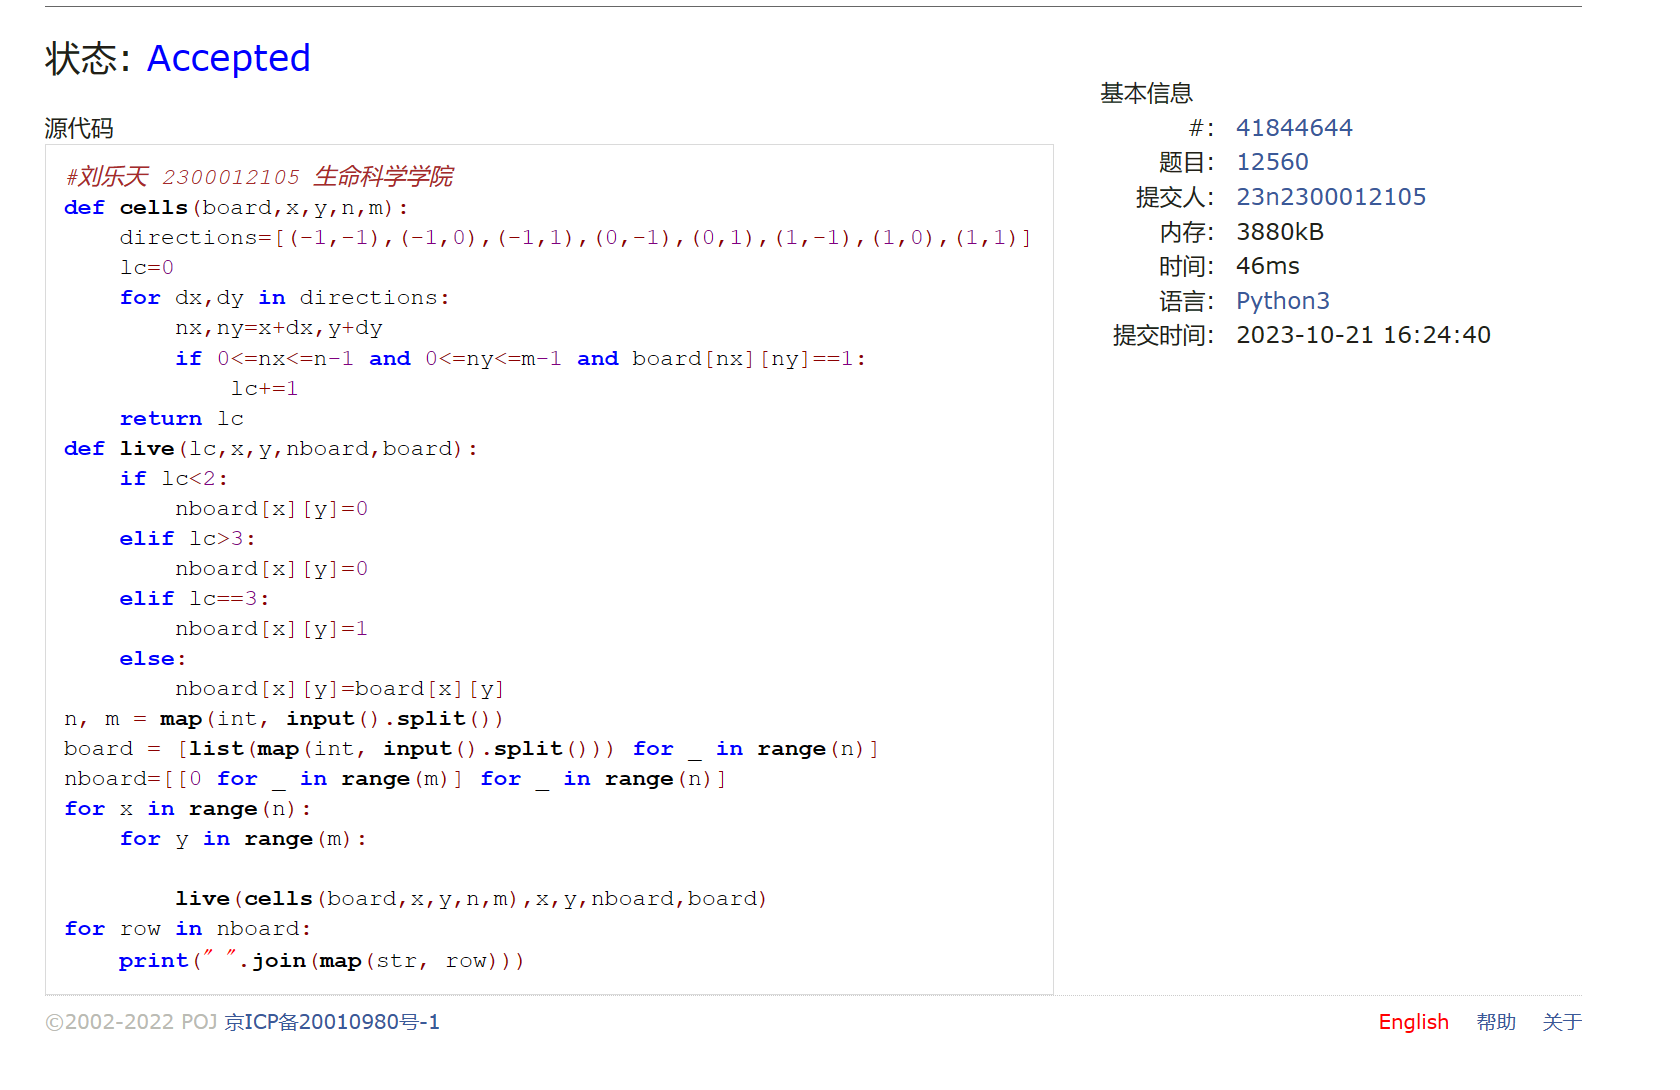 状态: Accepted
源代码
#刘乐天 2300012105 生命科学学院
def cells(board,x,y,n,m):
    directions=[(-1,-1),(-1,0),(-1,1),(0,-1),(0,1),(1,-1),(1,0),(1,1)]
    lc=0
    for dx,dy in directions:
        nx,ny=x+dx,y+dy
        if 0<=nx<=n-1 and 0<=ny<=m-1 and board[nx][ny]==1:
            lc+=1
    return lc
def live(lc,x,y,nboard,board):
    if lc<2:
        nboard[x][y]=0
    elif lc>3:
        nboard[x][y]=0
    elif lc==3:
        nboard[x][y]=1
    else:
        nboard[x][y]=board[x][y]
n, m = map(int, input().split())
board = [list(map(int, input().split())) for _ in range(n)]
nboard=[[0 for _ in range(m)] for _ in range(n)]
for x in range(n):
    for y in range(m):
        live(cells(board,x,y,n,m),x,y,nboard,board)
for row in nboard:
    print(" ".join(map(str, row)))
基本信息
#: 41844644
题目: 12560
提交人: 23n2300012105
内存: 3880kB
时间: 46ms
语言: Python3
提交时间: 2023-10-21 16:24:40
©2002-2022 POJ 京ICP备20010980号-1
English 帮助 关于